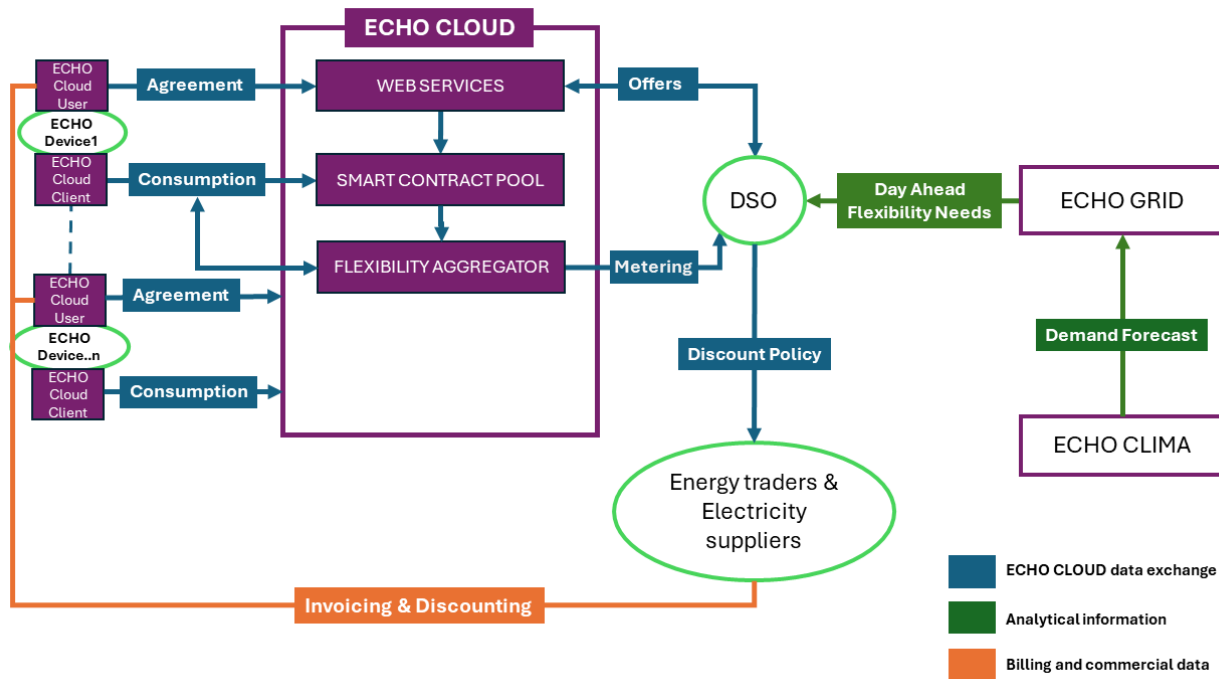 ECHO CLOUD
ECHO
Cloud
User
Agreement
WEB SERVICES
Offers
ECHO
Device1
ECHO
Cloud
Client
Consumption
SMART CONTRACT POOL
DSO
Day Ahead
Flexibility Needs
ECHO GRID
FLEXIBILITY AGGREGATOR
Metering
ECHO
Cloud
User
Agreement
ECHO
Device..n
Discount Policy
Demand Forecast
ECHO
Cloud
Client
Consumption
ECHO CLIMA
Energy traders &
Electricity
suppliers
Invoicing & Discounting
ECHO CLOUD data exchange
Analytical information
Billing and commercial data